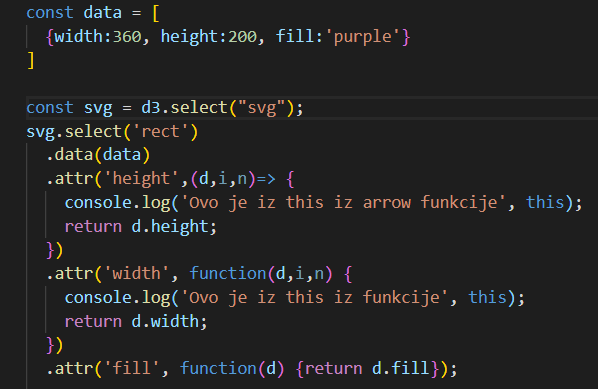 const data = [
  {width:360, height:200, fill:'purple'}
]
const svg = d3.select("svg");
svg.select('rect')
  .data(data)
  .attr('height',(d,i,n)=> {
    console.log('Ovo je iz this iz arrow funkcije', this);
    return d.height;
  })
  .attr('width', function(d,i,n) {
    console.log('Ovo je iz this iz funkcije', this);
    return d.width;
  })
  .attr('fill', function(d) {return d.fill});